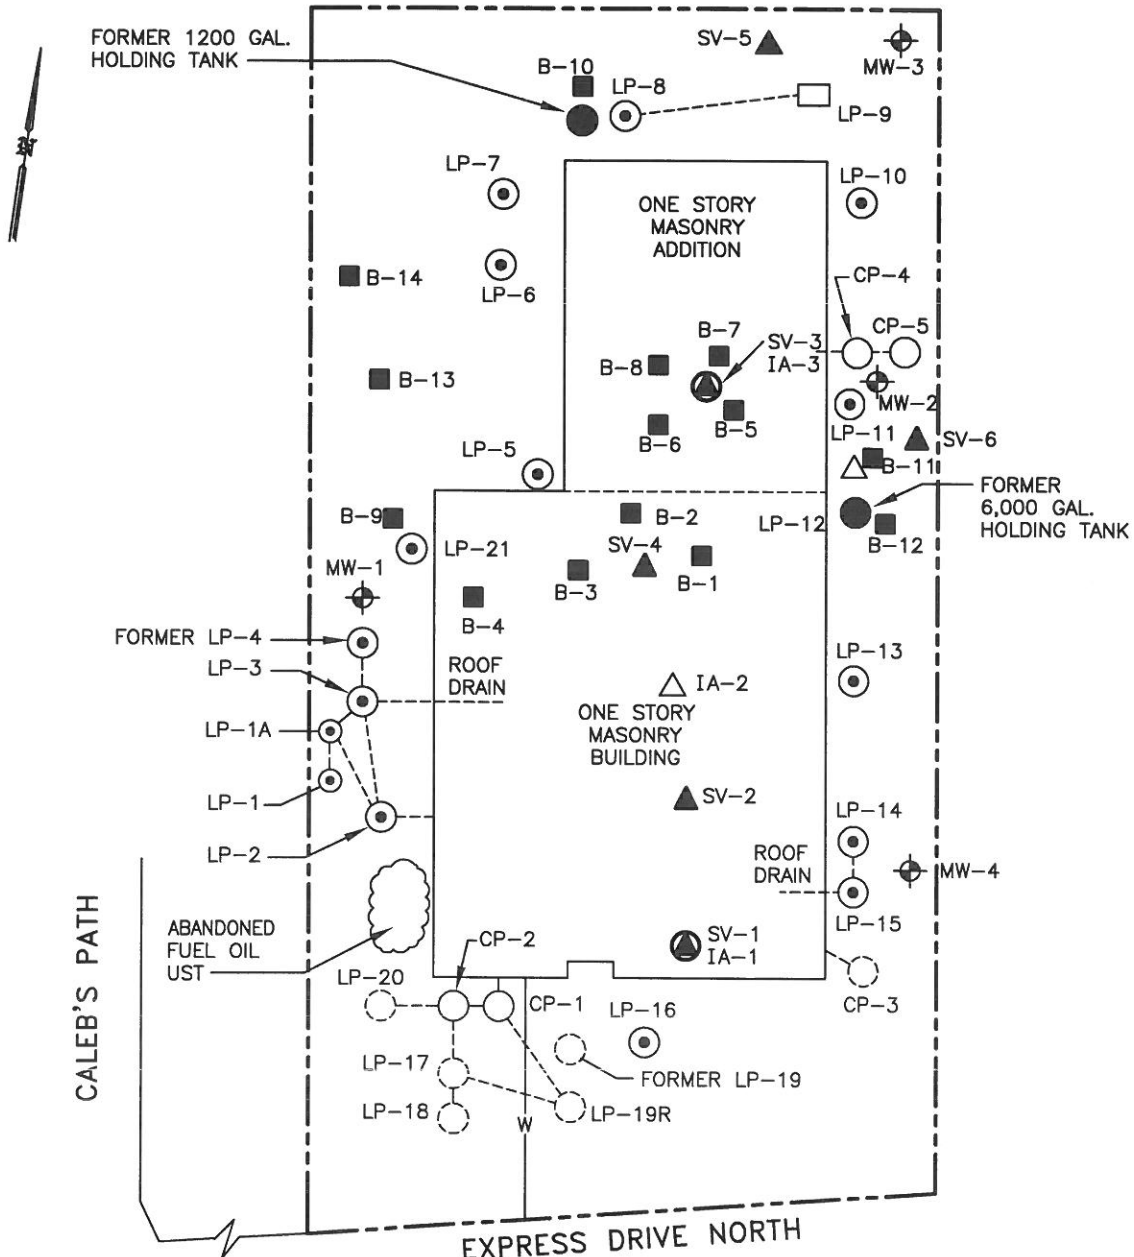 FORMER 1200 GAL.
HOLDING TANK
B-10
LP-8
SV-5
MW-3
LP-9
N
LP-7
LP-10
ONE STORY
MASONRY
ADDITION
LP-6
B-14
CP-4
CP-5
B-7
SV-3
IA-3
B-8
B-13
MW-2
B-5
B-6
LP-11
SV-6
LP-5
B-11
FORMER
6,000 GAL.
HOLDING TANK
B-9
B-2
LP-12
B-12
LP-21
SV-4
B-1
MW-1
B-3
B-4
FORMER LP-4
LP-3
ROOF
DRAIN
LP-13
IA-2
LP-1A
ONE STORY
MASONRY
BUILDING
LP-1
SV-2
LP-14
LP-2
ROOF
DRAIN
MW-4
LP-15
ABANDONED
FUEL OIL
UST
CP-2
SV-1
IA-1
LP-20
CP-1
LP-16
CP-3
LP-17
FORMER LP-19
LP-18
LP-19R
W
CALEB'S PATH
EXPRESS DRIVE NORTH